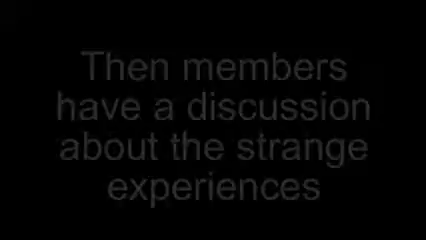 Then members
have a discussion
about the strange
experiences